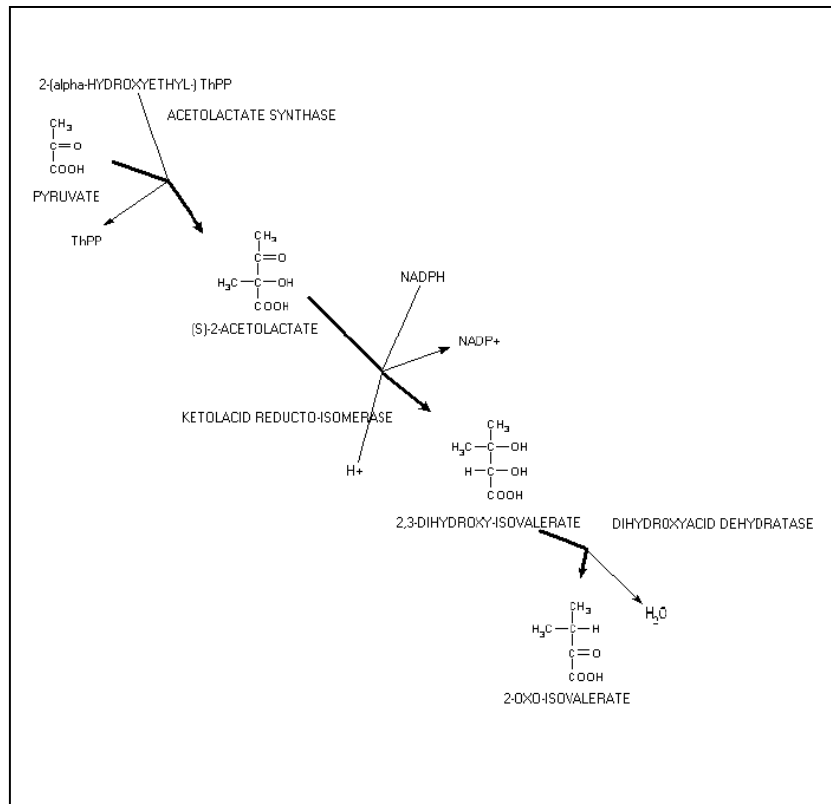 2-(alpha-HYDROXYETHYL-) ThPP
ACETOLACTATE SYNTHASE
CH3
C=O
COOH
PYRUVATE
ThPP
CH3
C=O
H3C-C-OH
COOH
(S)-2-ACETOLACTATE
NADPH
NADP+
KETOLACID REDUCTO-ISOMERASE
H+
CH3
H3C-C-OH
H-C-OH
COOH
2,3-DIHYDROXY-ISOVALERATE
DIHYDROXYACID DEHYDRATASE
H2O
CH3
H3C-C-H
C=O
COOH
2-OXO-ISOVALERATE